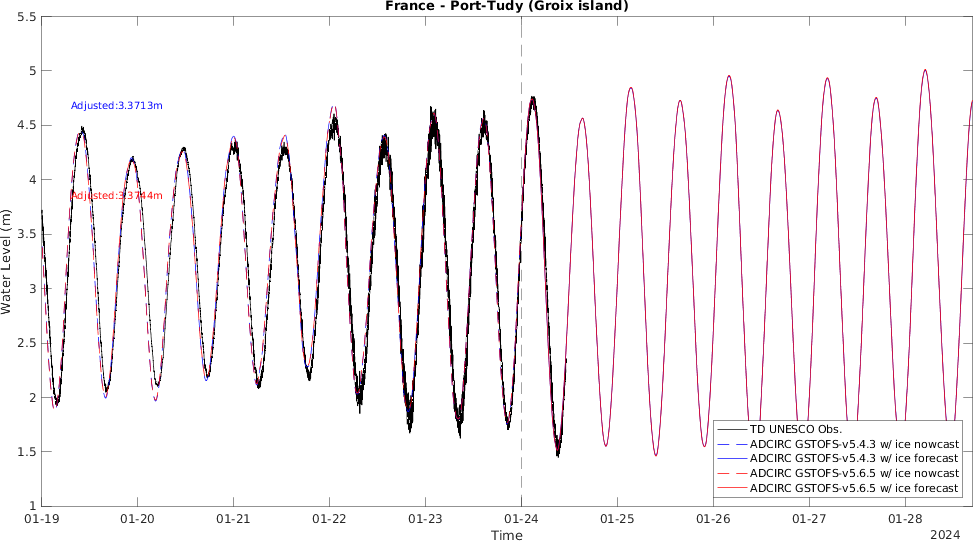 France - Port-Tudy (Groix island)
5.5
5
4.5
4
3.5
3
2.5
2
1.5
1
Water Level (m)
Adjusted:3.3713m
Adjusted:3.3744m
TD UNESCO Obs.
ADCIRC GSTOFS-v5.4.3 w/ ice nowcast
ADCIRC GSTOFS-v5.4.3 w/ ice forecast
ADCIRC GSTOFS-v5.6.5 w/ ice nowcast
ADCIRC GSTOFS-v5.6.5 w/ ice forecast
01-19 01-20 01-21 01-22 01-23 01-24 01-25 01-26 01-27 01-28
Time
2024